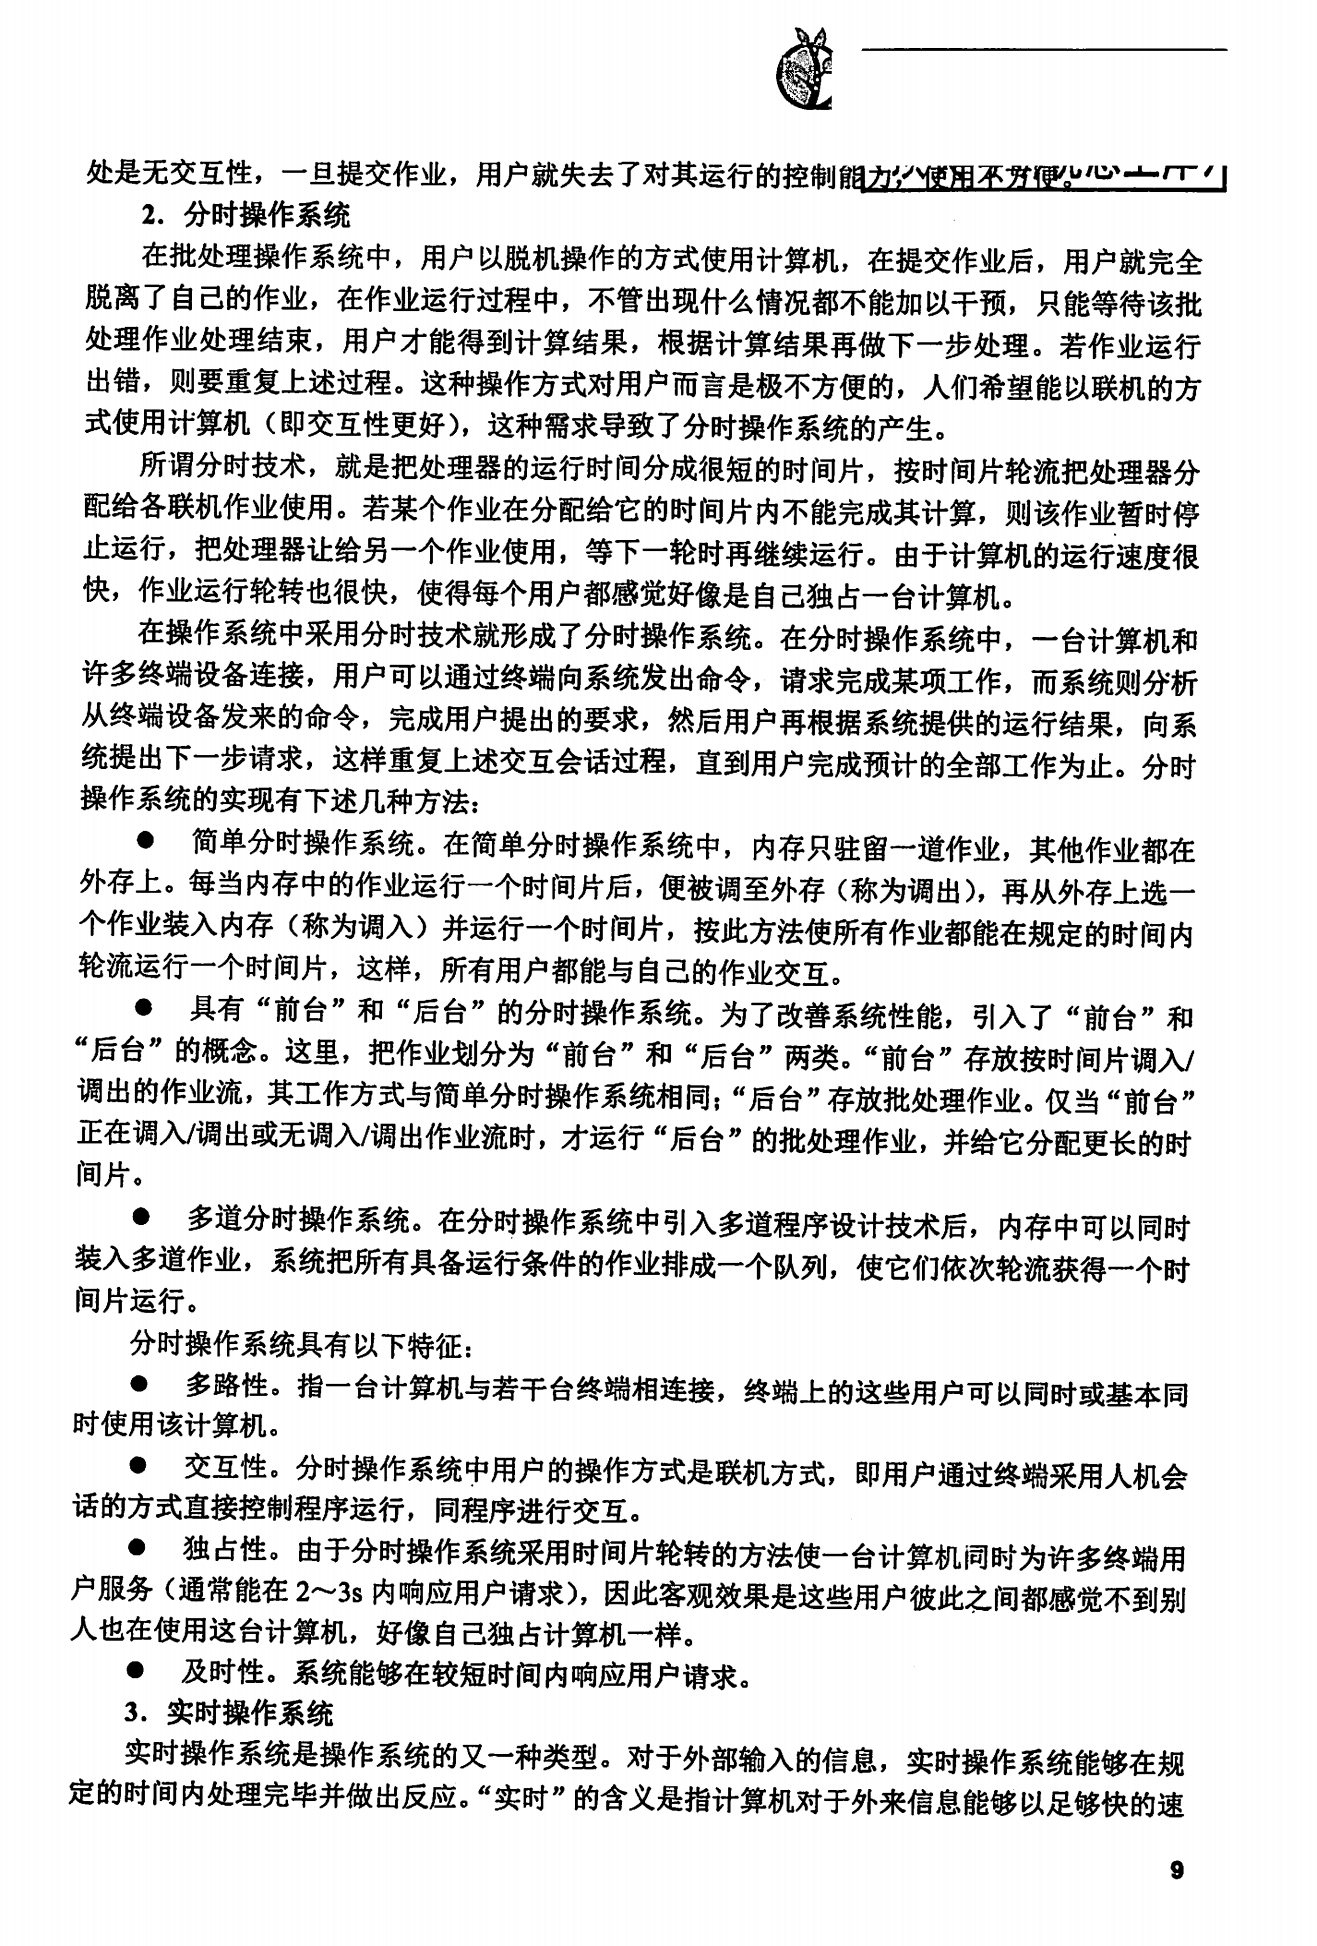 处是无交互性，一旦提交作业，用户就失去了对其运行的控制能力，使用不方便。
2．分时操作系统
在批处理操作系统中，用户以脱机操作的方式使用计算机，在提交作业后，用户就完全
脱离了自己的作业，在作业运行过程中，不管出现什么情况都不能加以干预，只能等待该批
处理作业处理结束，用户才能得到计算结果，根据计算结果再做下一步处理。若作业运行
出错，则要重复上述过程。这种操作方式对用户而言是极不方便的，人们希望能以联机的方
式使用计算机（即交互性更好），这种需求导致了分时操作系统的产生。
所谓分时技术，就是把处理器的运行时间分成很短的时间片，按时间片轮流把处理器分
配给各联机作业使用。若某个作业在分配给它的时间片内不能完成其计算，则该作业暂时停
止运行，把处理器让给另一个作业使用，等下一轮时再继续运行。由于计算机的运行速度很
快，作业运行轮转也很快，使得每个用户都感觉好像是自己独占一台计算机。
在操作系统中采用分时技术就形成了分时操作系统。在分时操作系统中，一台计算机和
许多终端设备连接，用户可以通过终端向系统发出命令，请求完成某项工作，而系统则分析
从终端设备发来的命令，完成用户提出的要求，然后用户再根据系统提供的运行结果，向系
统提出下一步请求，这样重复上述交互会话过程，直到用户完成预计的全部工作为止。分时
操作系统的实现有下述几种方法：
● 简单分时操作系统。在简单分时操作系统中，内存只驻留一道作业，其他作业都在
外存上。每当内存中的作业运行一个时间片后，便被调至外存（称为调出），再从外存上选一
个作业装入内存（称为调入）并运行一个时间片，按此方法使所有作业都能在规定的时间内
轮流运行一个时间片，这样，所有用户都能与自己的作业交互。
● 具有“前台”和“后台”的分时操作系统。为了改善系统性能，引入了“前台”和
“后台”的概念。这里，把作业划分为“前台”和“后台”两类。“前台”存放按时间片调入/
调出的作业流，其工作方式与简单分时操作系统相同；“后台”存放批处理作业。仅当“前台”
正在调入/调出或无调入/调出作业流时，才运行“后台”的批处理作业，并给它分配更长的时
间片。
● 多道分时操作系统。在分时操作系统中引入多道程序设计技术后，内存中可以同时
装入多道作业，系统把所有具备运行条件的作业排成一个队列，使它们依次轮流获得一个时
间片运行。
分时操作系统具有以下特征：
● 多路性。指一台计算机与若干台终端相连接，终端上的这些用户可以同时或基本同
时使用该计算机。
● 交互性。分时操作系统中用户的操作方式是联机方式，即用户通过终端采用人机会
话的方式直接控制程序运行，同程序进行交互。
● 独占性。由于分时操作系统采用时间片轮转的方法使一台计算机同时为许多终端用
户服务（通常能在 2～3s 内响应用户请求），因此客观效果是这些用户彼此之间都感觉不到别
人也在使用这台计算机，好像自己独占计算机一样。
● 及时性。系统能够在较短时间内响应用户请求。
3．实时操作系统
实时操作系统是操作系统的又一种类型。对于外部输入的信息，实时操作系统能够在规
定的时间内处理完毕并做出反应。“实时”的含义是指计算机对于外来信息能够以足够快的速
9